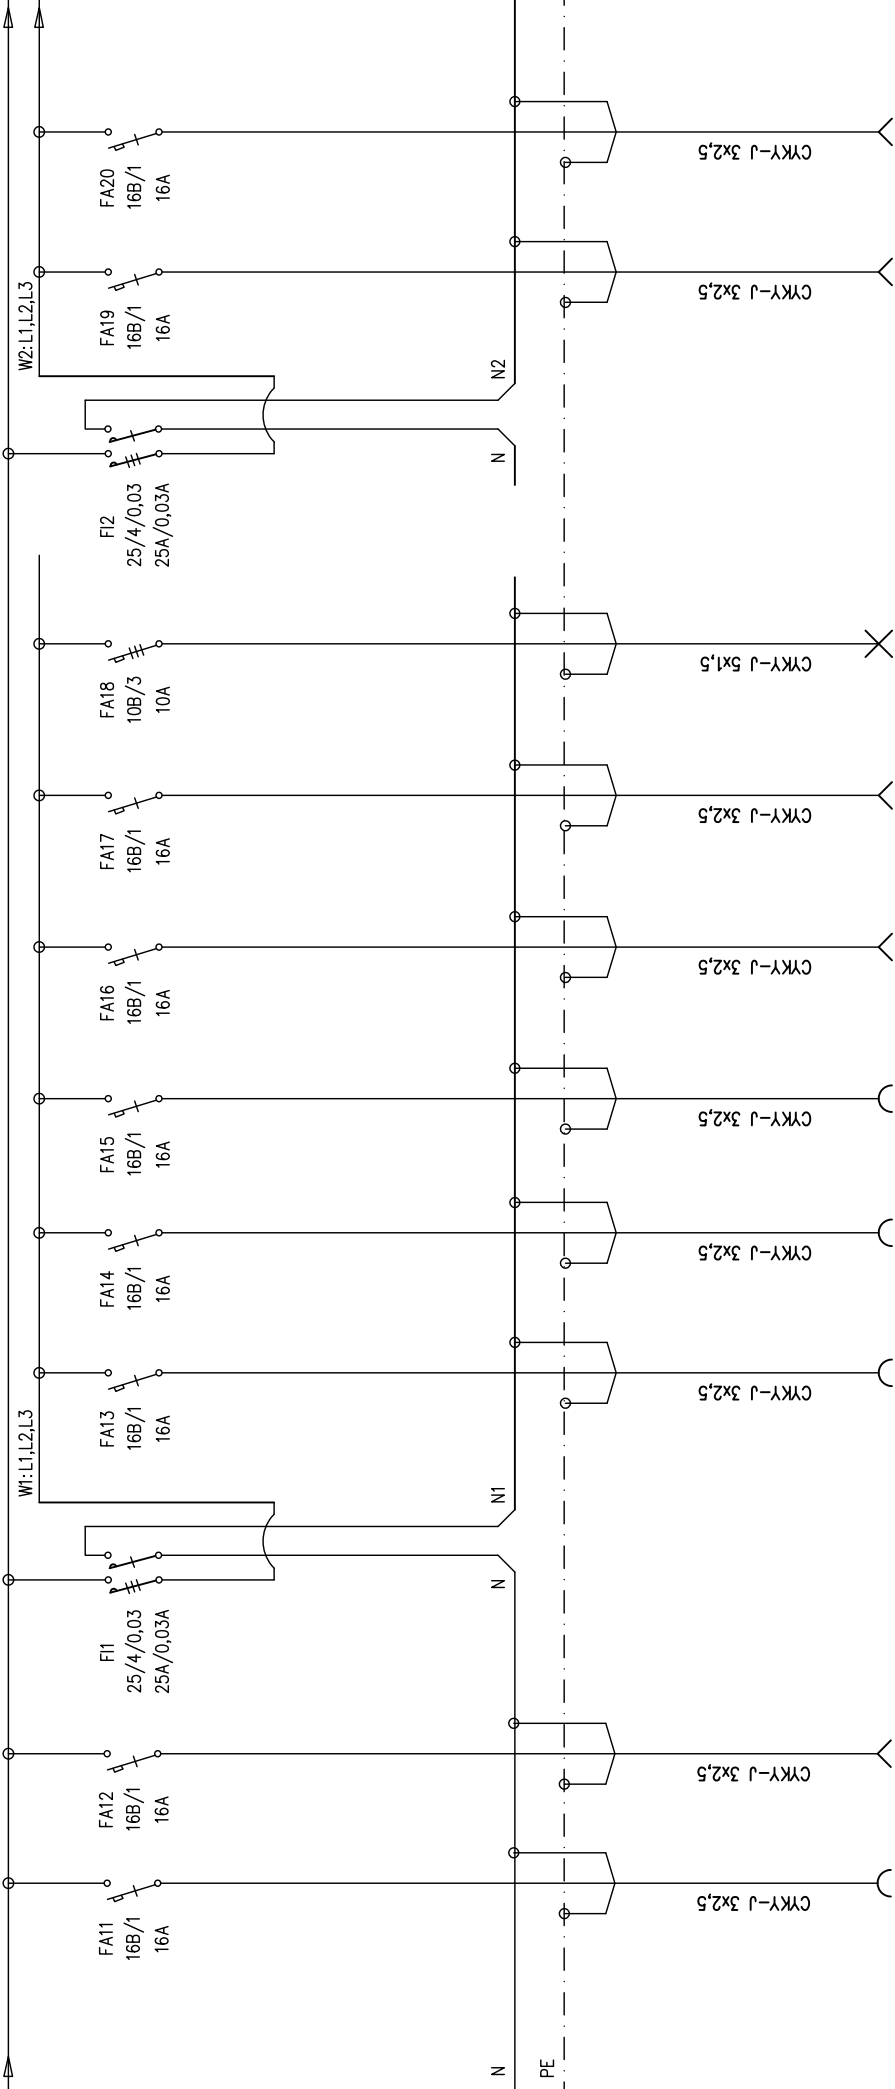 N
PE
FA11
16B/1
16A
CYKY-J 3x2,5
FA12
16B/1
16A
CYKY-J 3x2,5
FI1
25/4/0,03
25A/0,03A
N
N1
W1: L1,L2,L3
FA13
16B/1
16A
CYKY-J 3x2,5
FA14
16B/1
16A
CYKY-J 3x2,5
FA15
16B/1
16A
CYKY-J 3x2,5
FA16
16B/1
16A
CYKY-J 3x2,5
FA17
16B/1
16A
CYKY-J 3x2,5
FA18
10B/3
10A
CYKY-J 5x1,5
FI2
25/4/0,03
25A/0,03A
N
N2
W2: L1,L2,L3
FA19
16B/1
16A
CYKY-J 3x2,5
FA20
16B/1
16A
CYKY-J 3x2,5